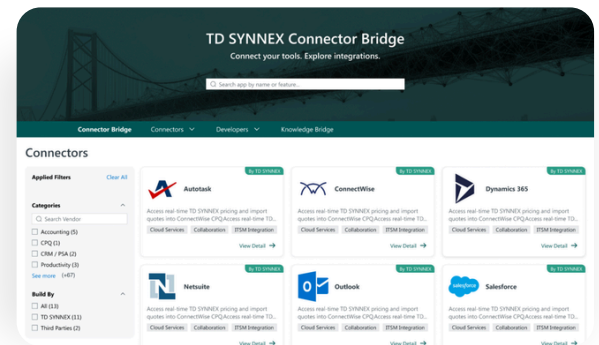 TD SYNNEX Connector Bridge
Connect your tools. Explore integrations.
Search app by name or feature...
Connector Bridge Connectors Developers Knowledge Bridge
Connectors
Applied Filters Clear All
Categories
Search Vendor
Accounting (5)
CPQ (1)
CRM / PSA (2)
Productivity (3)
See more (+67)
Build By
All (13)
TD SYNNEX (11)
Third Parties (2)
By TD SYNNEX
Autotask
Access real-time TD SYNNEX pricing and import
quotes into ConnectWise CPQ.Access real-time TD...
Cloud Services Collaboration ITSM Integration
View Detail
By TD SYNNEX
ConnectWise
Access real-time TD SYNNEX pricing and import
quotes into ConnectWise CPQ.Access real-time TD...
Cloud Services Collaboration ITSM Integration
View Detail
By TD SYNNEX
Dynamics 365
Access real-time TD SYNNEX pricing and import
quotes into ConnectWise CPQ.Access real-time TD...
Cloud Services Collaboration ITSM Integration
View Detail
By TD SYNNEX
N
Netsuite
Access real-time TD SYNNEX pricing and import
quotes into ConnectWise CPQ.Access real-time TD...
Cloud Services Collaboration ITSM Integration
View Detail
By TD SYNNEX
Outlook
Access real-time TD SYNNEX pricing and import
quotes into ConnectWise CPQ.Access real-time TD...
Cloud Services Collaboration ITSM Integration
View Detail
By TD SYNNEX
salesforce
Salesforce
Access real-time TD SYNNEX pricing and import
quotes into ConnectWise CPQ.Access real-time TD...
Cloud Services Collaboration ITSM Integration
View Detail